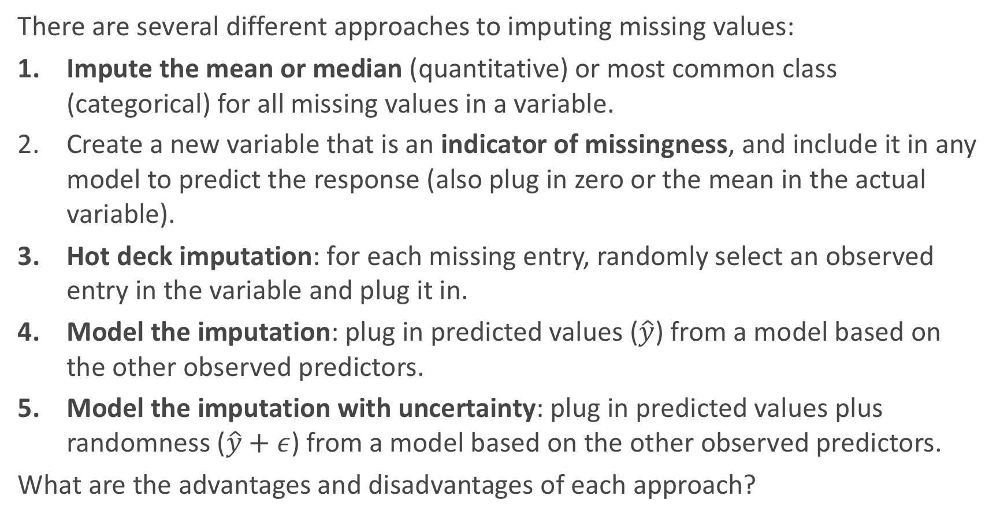 There are several different approaches to imputing missing values:
1. Impute the mean or median (quantitative) or most common class
(categorical) for all missing values in a variable.
2. Create a new variable that is an indicator of missingness, and include it in any
model to predict the response (also plug in zero or the mean in the actual
variable).
3. Hot deck imputation: for each missing entry, randomly select an observed
entry in the variable and plug it in.
4. Model the imputation: plug in predicted values (ŷ) from a model based on
the other observed predictors.
5. Model the imputation with uncertainty: plug in predicted values plus
randomness (ŷ + ϵ) from a model based on the other observed predictors.
What are the advantages and disadvantages of each approach?